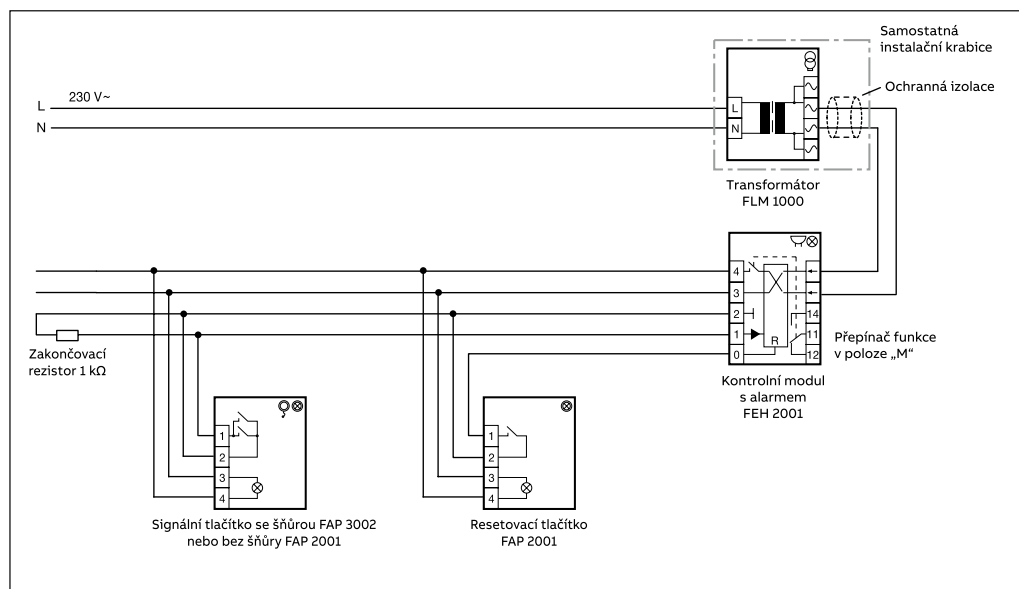 Samostatná
instalační krabice
Ochranná izolace
L
230 V~
N
L
N
Transformátor
FLM 1000
4
3
2
1
0
R
14
11
12
Přepínač funkce
v poloze „M“
Kontrolní modul
s alarmem
FEH 2001
Zakončovací
rezistor 1 kΩ
1
2
3
4
Signální tlačítko se šňůrou FAP 3002
nebo bez šňůry FAP 2001
1
2
3
4
Resetovací tlačítko
FAP 2001